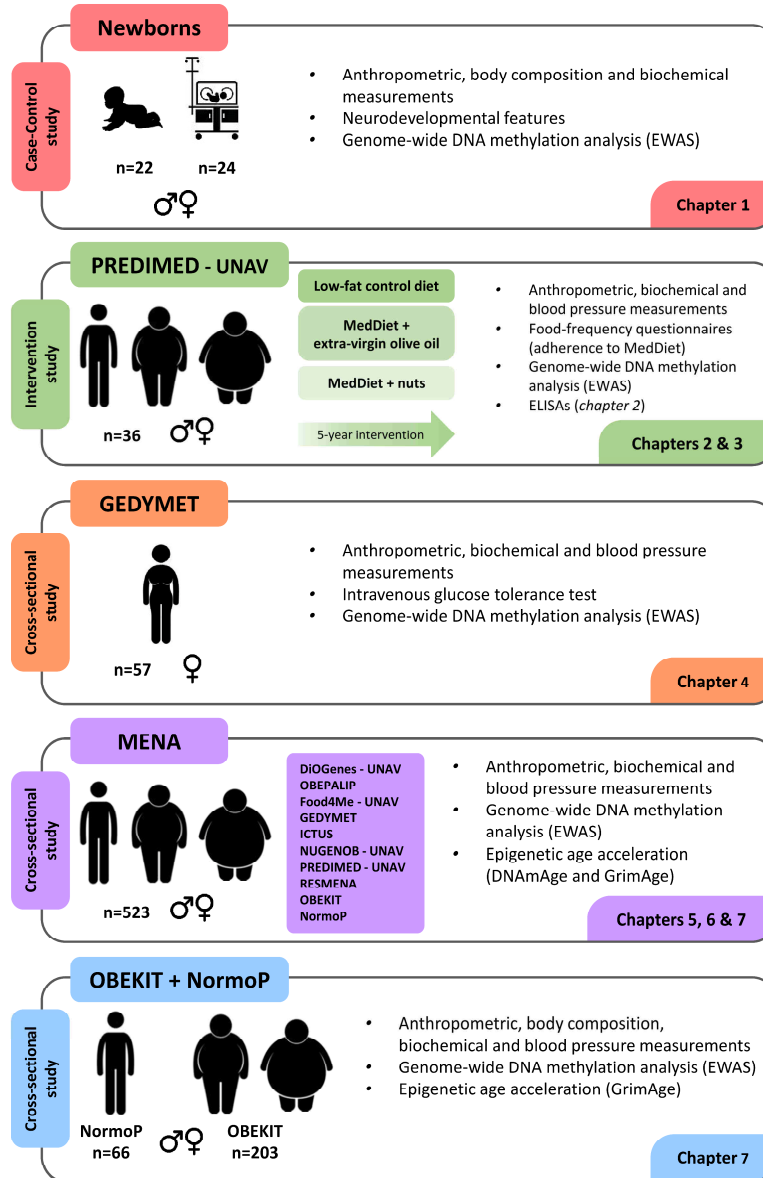 Newborns
Case-Control
study
n=22
n=24
♂♀
• Anthropometric, body composition and biochemical
measurements
• Neurodevelopmental features
• Genome-wide DNA methylation analysis (EWAS)
Chapter 1
PREDIMED - UNAV
Intervention
study
n=36
♂♀
Low-fat control diet
MedDiet +
extra-virgin olive oil
MedDiet + nuts
5-year Intervention
• Anthropometric, biochemical and
blood pressure measurements
• Food-frequency questionnaires
(adherence to MedDiet)
• Genome-wide DNA methylation
analysis (EWAS)
• ELISAs (chapter 2)
Chapters 2 & 3
GEDYMET
Cross-sectional
study
n=57
♀
• Anthropometric, biochemical and blood pressure
measurements
• Intravenous glucose tolerance test
• Genome-wide DNA methylation analysis (EWAS)
Chapter 4
MENA
Cross-sectional
study
n=523
♂♀
DiOGenes - UNAV
OBEPALIP
Food4Me - UNAV
GEDYMET
ICTUS
NUGENOB - UNAV
PREDIMED - UNAV
RESMENA
OBEKIT
NormoP
• Anthropometric, biochemical and
blood pressure measurements
• Genome-wide DNA methylation
analysis (EWAS)
• Epigenetic age acceleration
(DNAmAge and GrimAge)
Chapters 5, 6 & 7
OBEKIT + NormoP
Cross-sectional
study
NormoP
n=66
♂♀
OBEKIT
n=203
• Anthropometric, body composition,
biochemical and blood pressure measurements
• Genome-wide DNA methylation analysis (EWAS)
• Epigenetic age acceleration (GrimAge)
Chapter 7